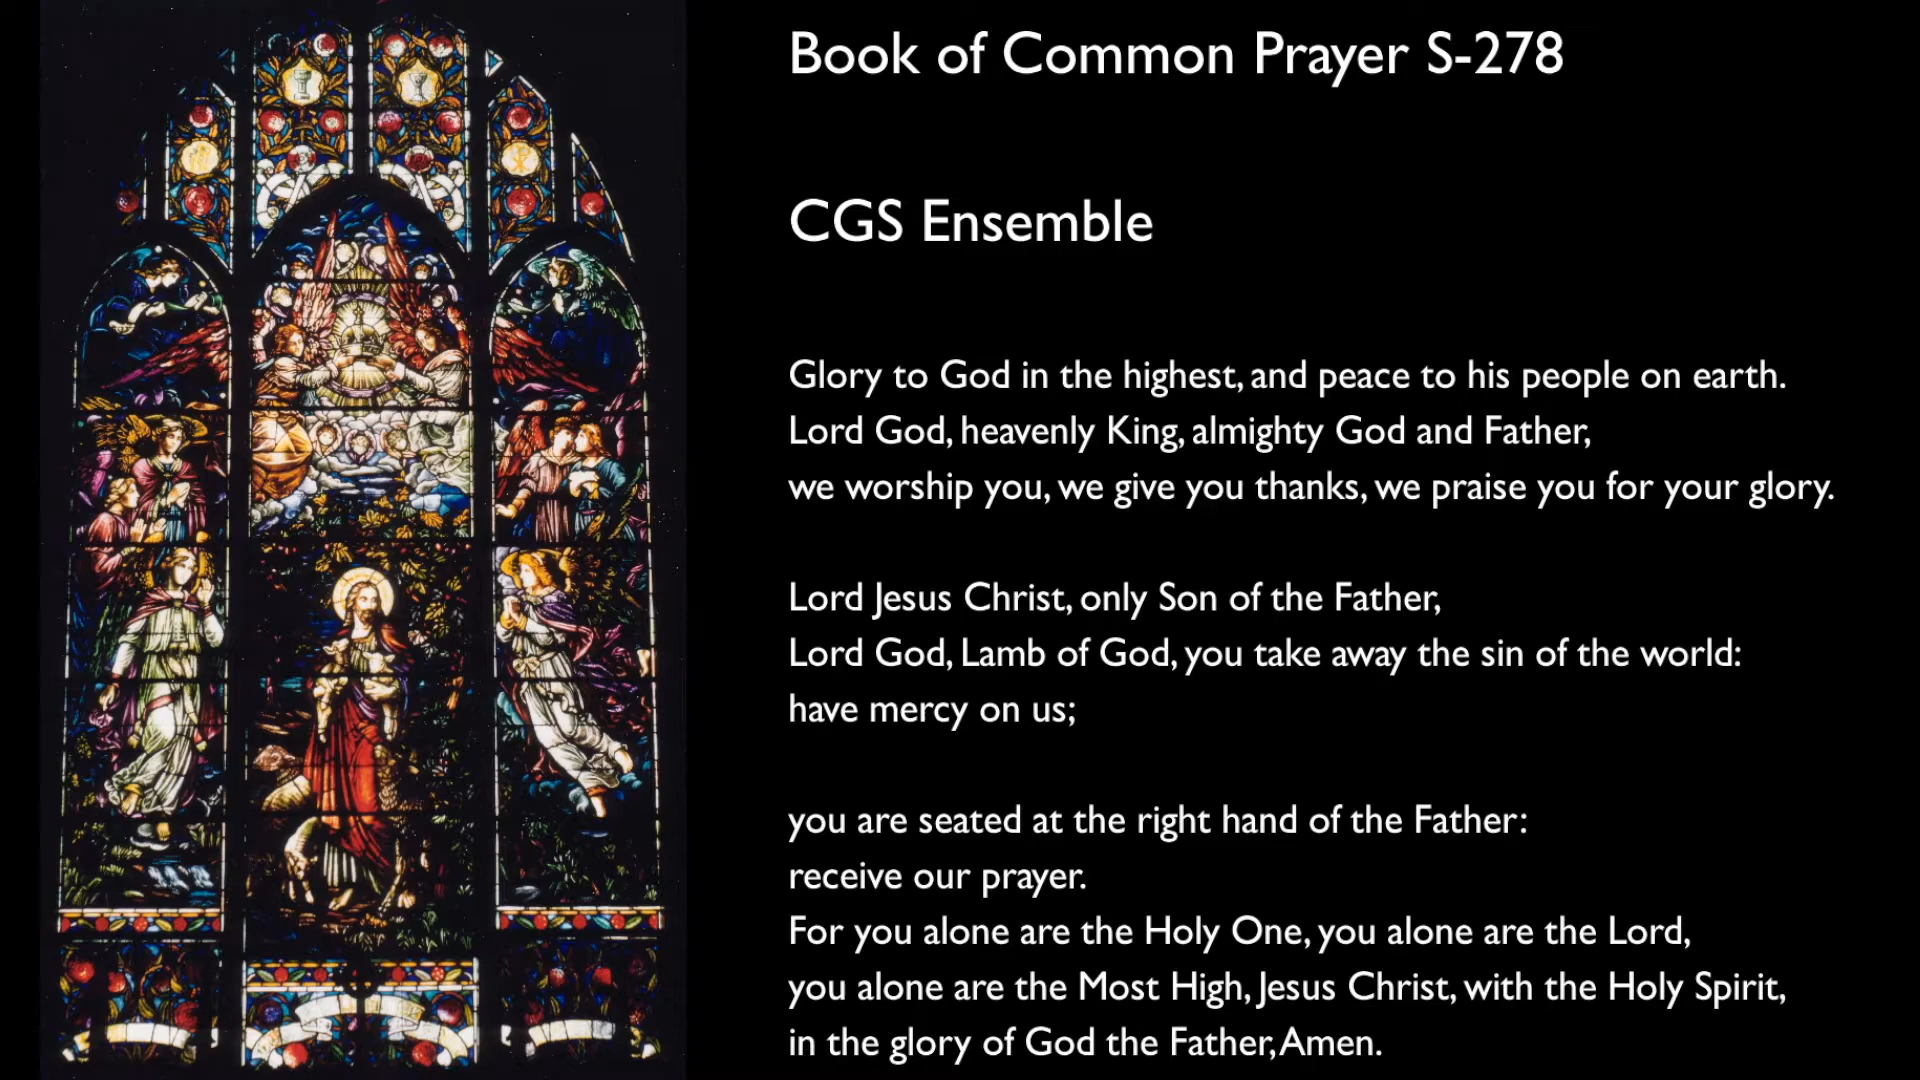 Book of Common Prayer S-278
CGS Ensemble
Glory to God in the highest, and peace to his people on earth.
Lord God, heavenly King, almighty God and Father,
we worship you, we give you thanks, we praise you for your glory.
Lord Jesus Christ, only Son of the Father,
Lord God, Lamb of God, you take away the sin of the world:
have mercy on us;
you are seated at the right hand of the Father:
receive our prayer.
For you alone are the Holy One, you alone are the Lord,
you alone are the Most High, Jesus Christ, with the Holy Spirit,
in the glory of God the Father, Amen.